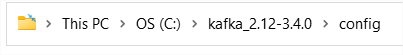 This PC > OS (C:) > kafka_2.12-3.4.0 > config